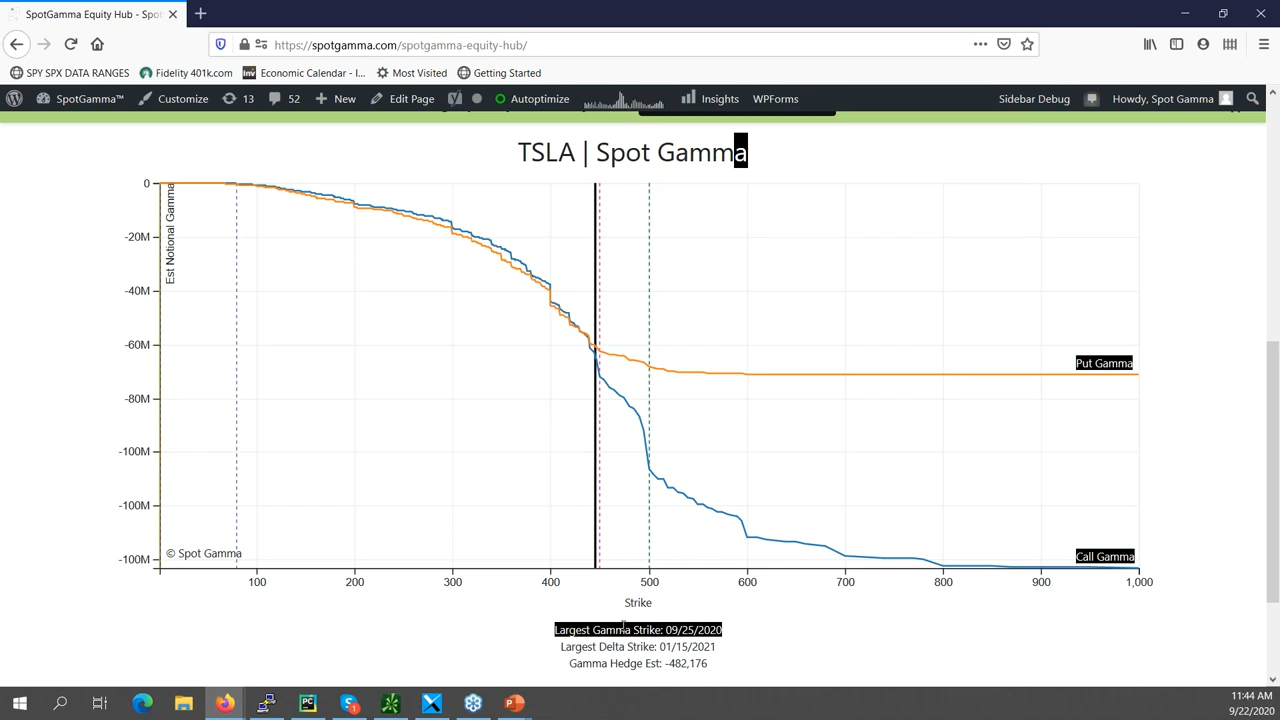 SpotGamma Equity Hub - Spot
https://spotgamma.com/spotgamma-equity-hub/
SPY SPX DATA RANGES
Fidelity 401k.com
Economic Calendar - I...
Most Visited
Getting Started
SpotGamma™
Customize
13
52
New
Edit Page
Autoptimize
Insights
WPForms
Sidebar Debug
Howdy, Spot Gamma
TSLA | Spot Gamma
0
-20M
-40M
-60M
-80M
-100M
-100M
-100M
Est Notional Gamma
Put Gamma
Call Gamma
© Spot Gamma
100
200
300
400
500
600
700
800
900
1,000
Strike
Largest Gamma Strike: 09/25/2020
Largest Delta Strike: 01/15/2021
Gamma Hedge Est: -482,176
11:44 AM
9/22/2020